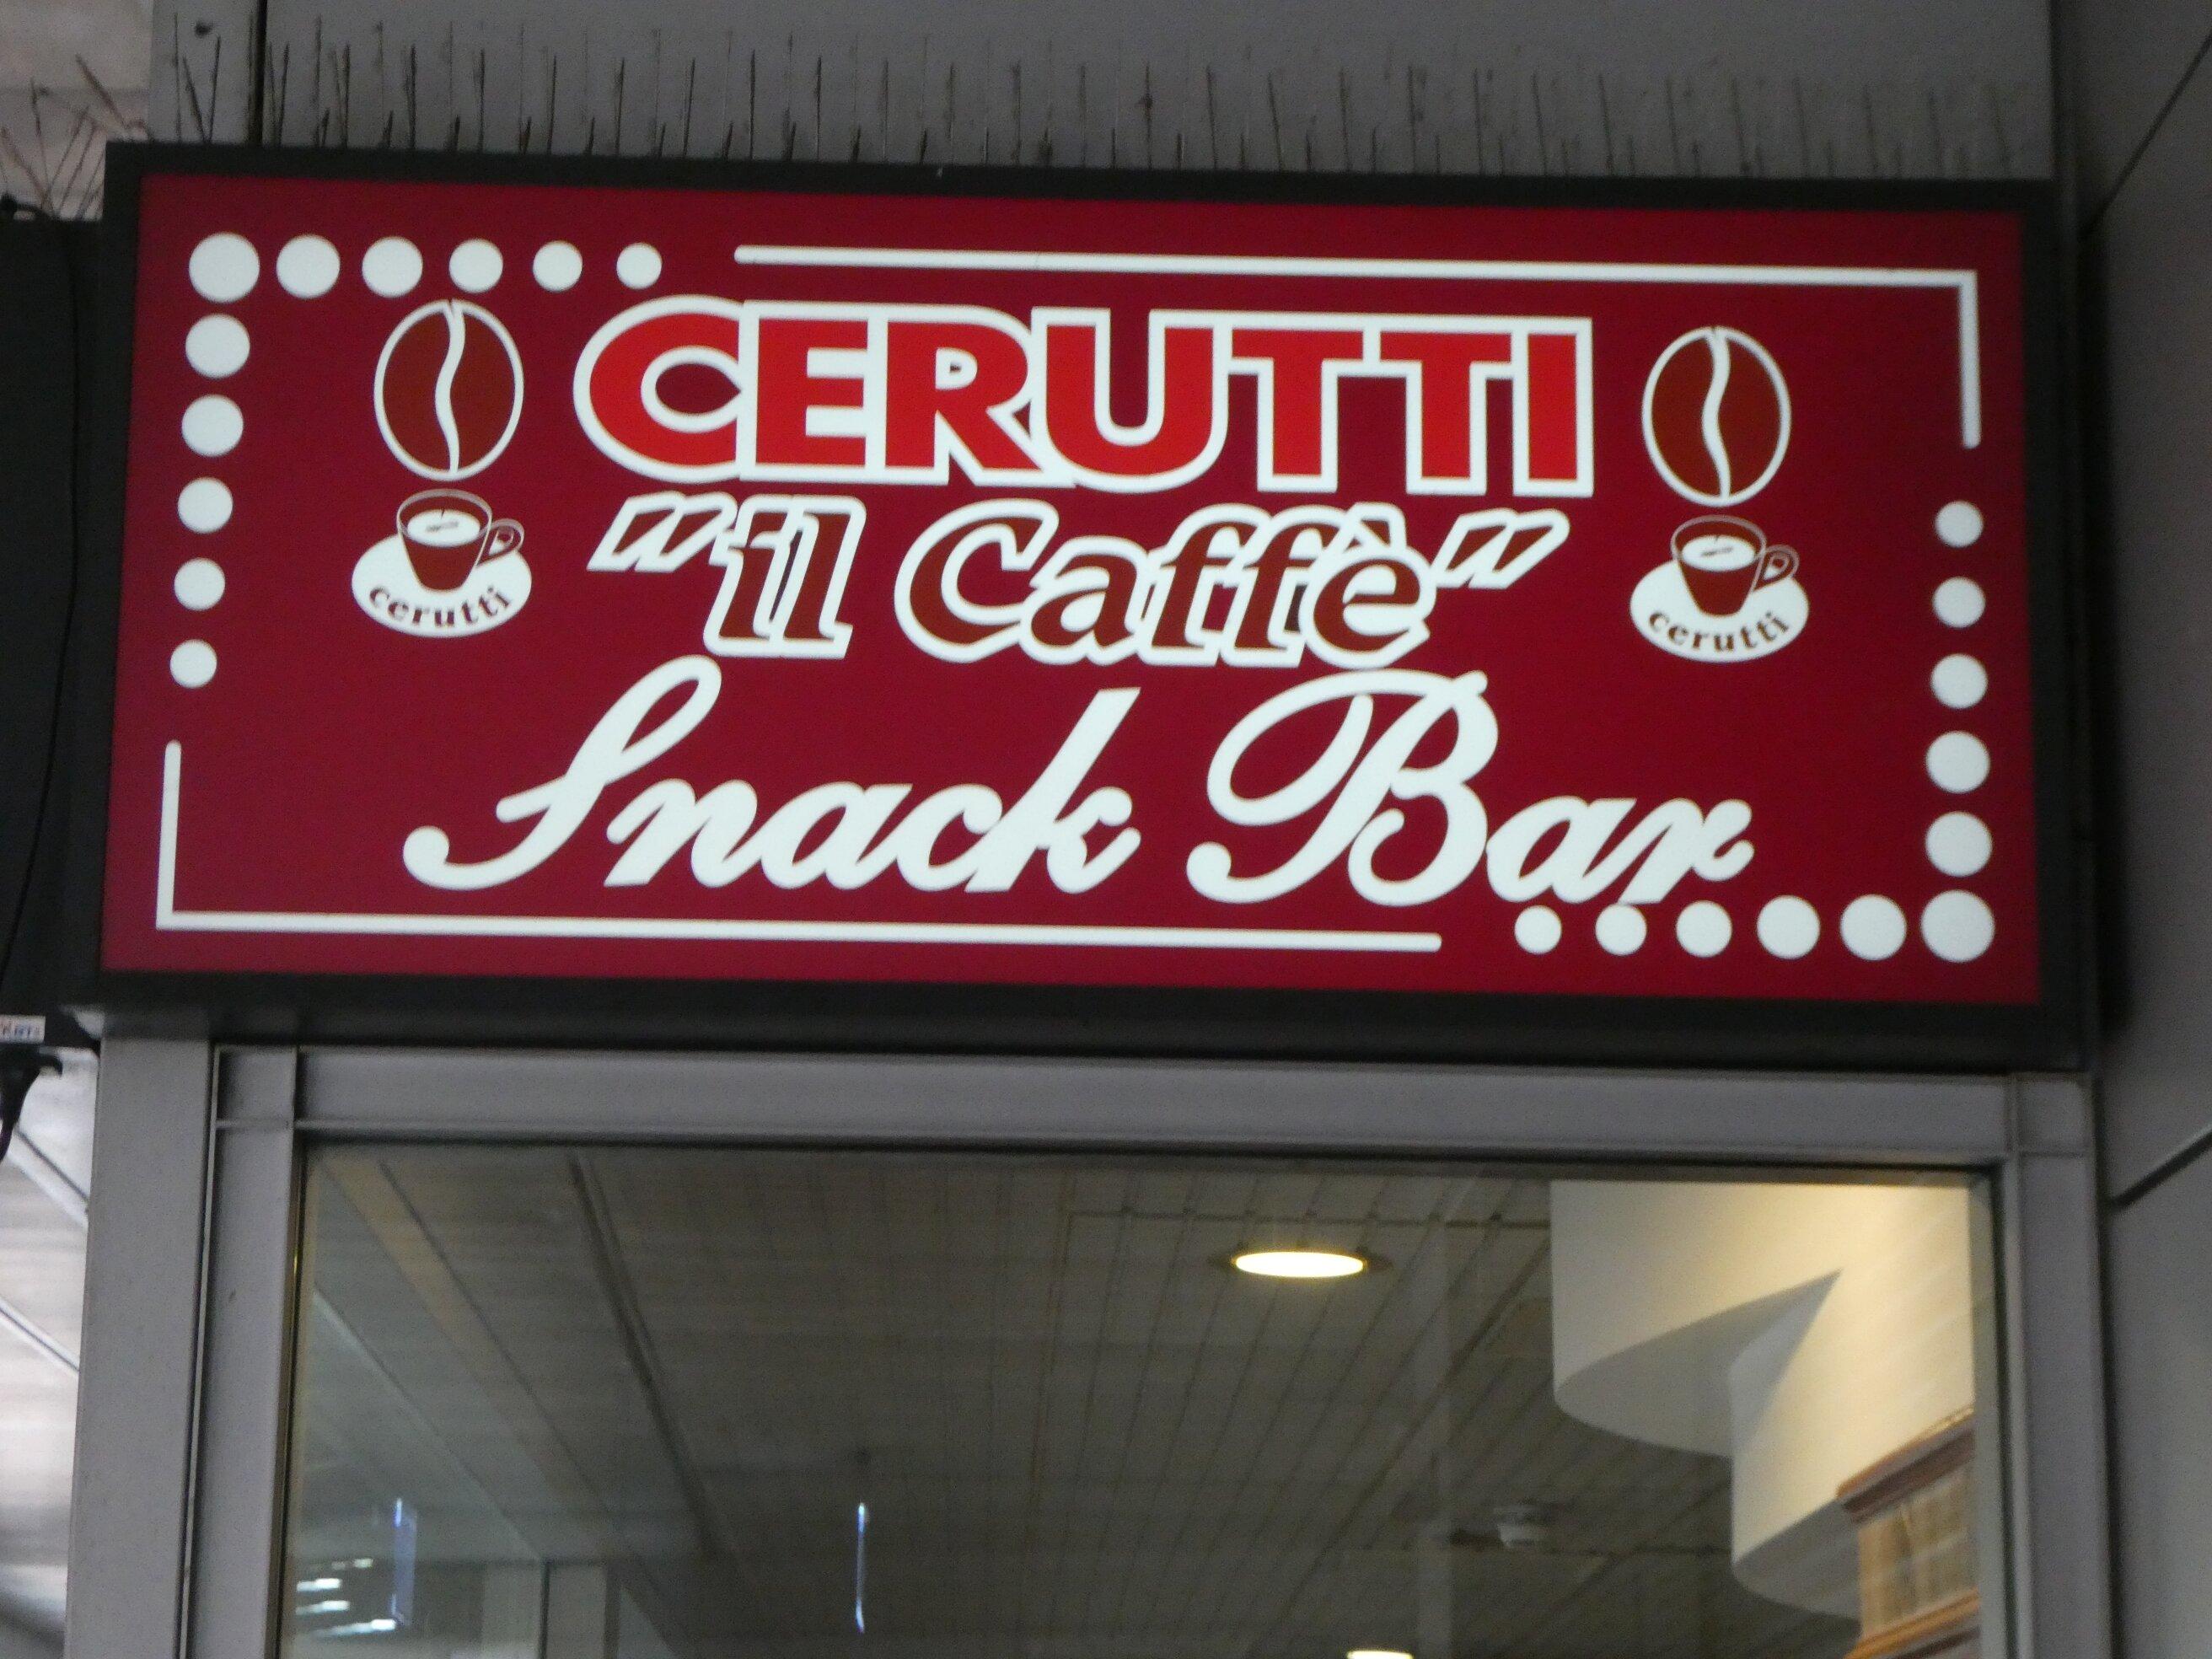 CERUTTI
"il Caffè"
Snack Bar
cerutti
cerutti